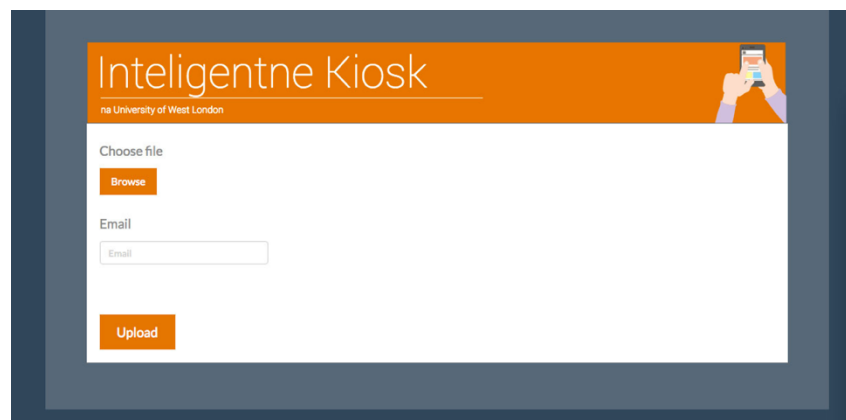 Inteligentne Kiosk
na University of West London
Choose file
Browse
Email
Email
Upload